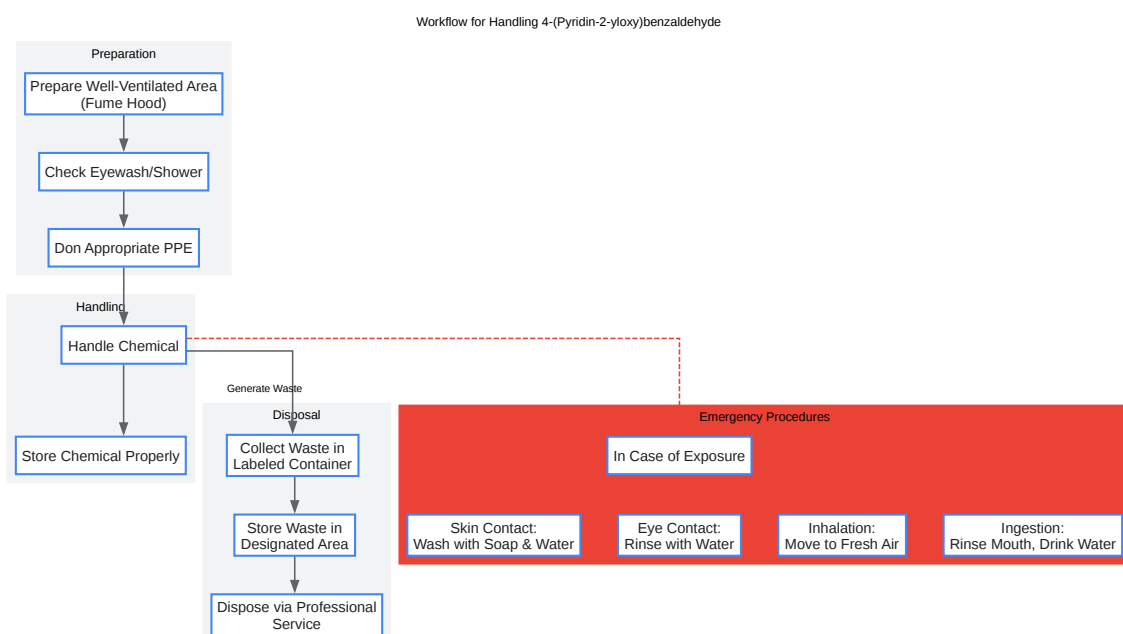 Workflow for Handling 4-(Pyridin-2-yloxy)benzaldehyde
Preparation
Prepare Well-Ventilated Area
(Fume Hood)
Check Eyewash/Shower
Don Appropriate PPE
Handling
Handle Chemical
Store Chemical Properly
Generate Waste
Disposal
Collect Waste in
Labeled Container
Store Waste in
Designated Area
Dispose via Professional
Service
Emergency Procedures
In Case of Exposure
Skin Contact:
Wash with Soap & Water
Eye Contact:
Rinse with Water
Inhalation:
Move to Fresh Air
Ingestion:
Rinse Mouth, Drink Water